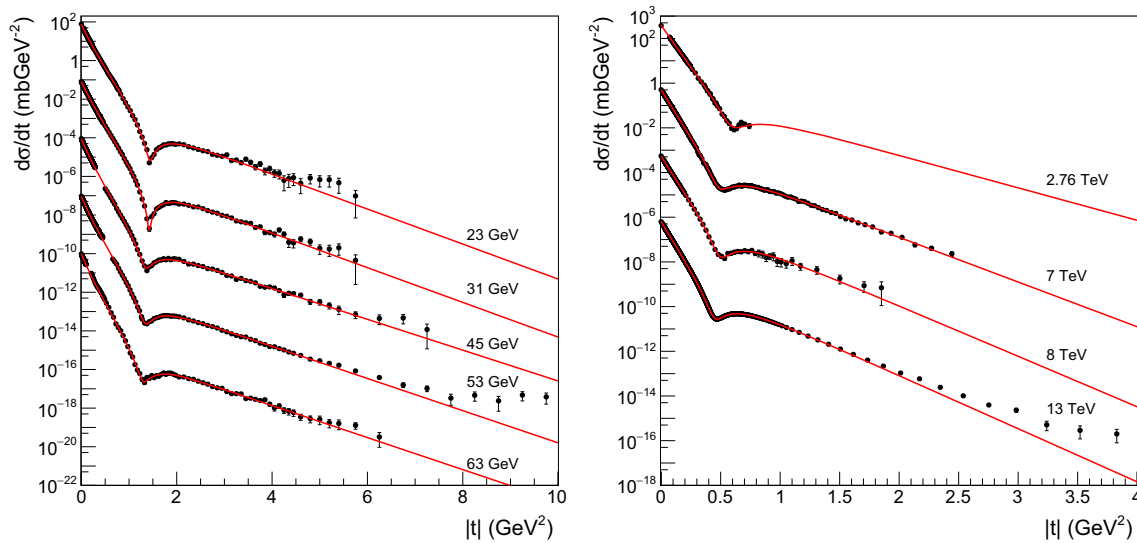 dσ/dt (mbGeV⁻²)
10²
1
10⁻²
10⁻⁴
10⁻⁶
10⁻⁸
10⁻¹⁰
10⁻¹²
10⁻¹⁴
10⁻¹⁶
10⁻¹⁸
10⁻²⁰
10⁻²²
23 GeV
31 GeV
45 GeV
53 GeV
63 GeV
0 2 4 6 8 10
|t| (GeV²)
dσ/dt (mbGeV⁻²)
10³
10²
1
10⁻²
10⁻⁴
10⁻⁶
10⁻⁸
10⁻¹⁰
10⁻¹²
10⁻¹⁴
10⁻¹⁶
10⁻¹⁸
2.76 TeV
7 TeV
8 TeV
13 TeV
0 0.5 1 1.5 2 2.5 3 3.5 4
|t| (GeV²)